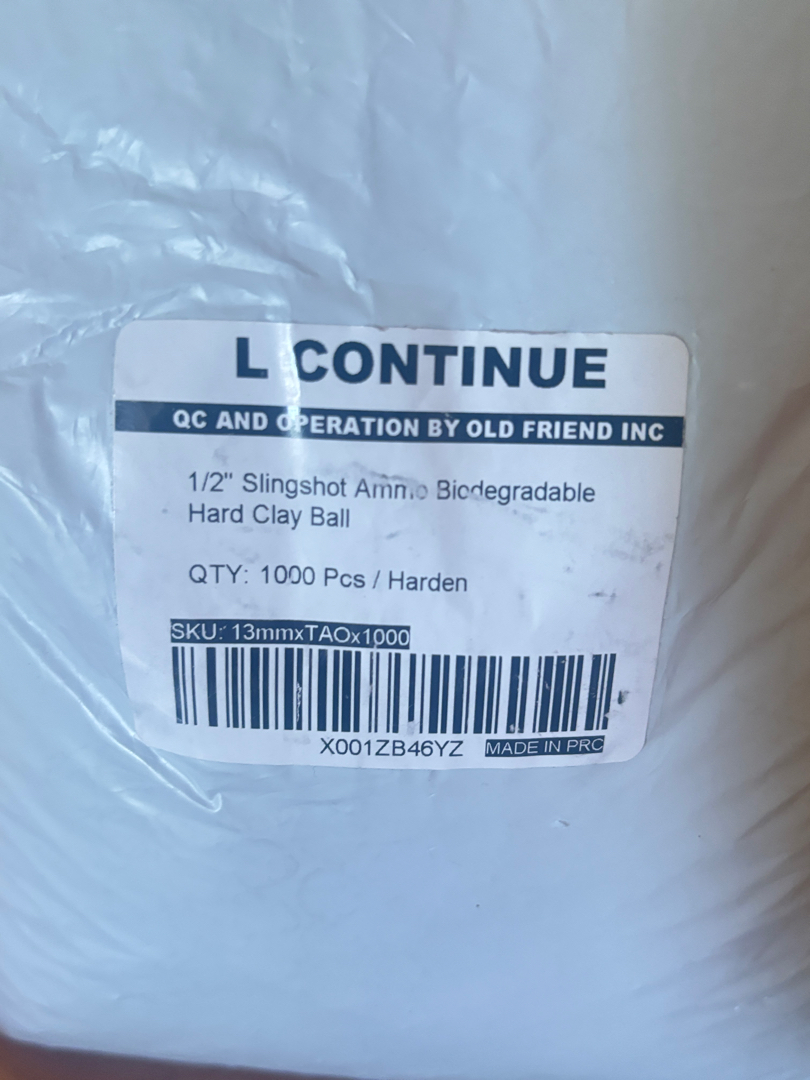 L CONTINUE
QC AND OPERATION BY OLD FRIEND INC
1/2" Slingshot Ammo Biodegradable
Hard Clay Ball
QTY: 1000 Pcs / Harden
SKU: 13mmxTAOx1000
X001ZB46YZ MADE IN PRC